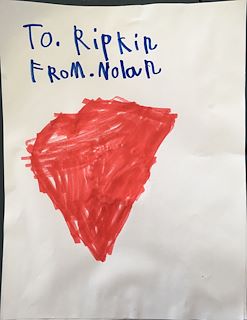 To. Ripkin
FROM. Nolan